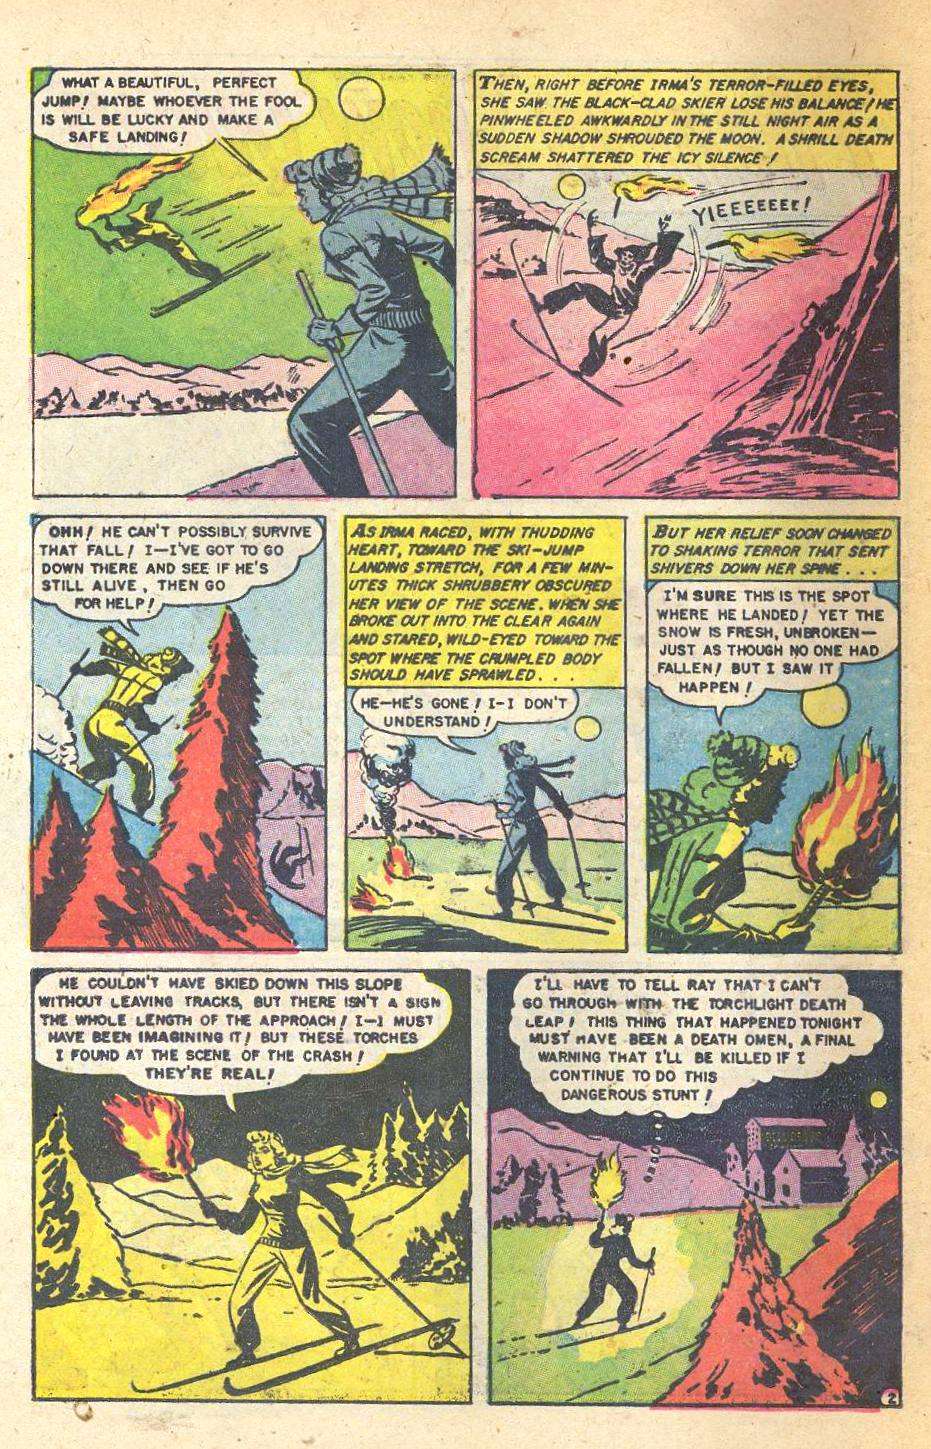 WHAT A BEAUTIFUL, PERFECT
JUMP! MAYBE WHOEVER THE FOOL
IS WILL BE LUCKY AND MAKE A
SAFE LANDING!
THEN, RIGHT BEFORE IRMA'S TERROR-FILLED EYES,
SHE SAW THE BLACK-CLAD SKIER LOSE HIS BALANCE! HE
PINWHEELED AWKWARDLY IN THE STILL NIGHT AIR AS A
SUDDEN SHADOW SHROUDED THE MOON. A SHRILL DEATH
SCREAM SHATTERED THE ICY SILENCE!
YIEEEEEEE!
OHH! HE CAN'T POSSIBLY SURVIVE
THAT FALL! I—I'VE GOT TO GO
DOWN THERE AND SEE IF HE'S
STILL ALIVE, THEN GO
FOR HELP!
AS IRMA RACED, WITH THUDDING
HEART, TOWARD THE SKI-JUMP
LANDING STRETCH, FOR A FEW MIN-
UTES THICK SHRUBBERY OBSCURED
HER VIEW OF THE SCENE. WHEN SHE
BROKE OUT INTO THE CLEAR AGAIN
AND STARED, WILD-EYED TOWARD THE
SPOT WHERE THE CRUMPLED BODY
SHOULD HAVE SPRAWLED...
HE—HE'S GONE! I-I DON'T
UNDERSTAND!
BUT HER RELIEF SOON CHANGED
TO SHAKING TERROR THAT SENT
SHIVERS DOWN HER SPINE...
I'M SURE THIS IS THE SPOT
WHERE HE LANDED! YET THE
SNOW IS FRESH, UNBROKEN—
JUST AS THOUGH NO ONE HAD
FALLEN! BUT I SAW IT
HAPPEN!
HE COULDN'T HAVE SKIED DOWN THIS SLOPE
WITHOUT LEAVING TRACKS, BUT THERE ISN'T A SIGN
THE WHOLE LENGTH OF THE APPROACH! I—I MUST
HAVE BEEN IMAGINING IT! BUT THESE TORCHES
I FOUND AT THE SCENE OF THE CRASH!
THEY'RE REAL!
I'LL HAVE TO TELL RAY THAT I CAN'T
GO THROUGH WITH THE TORCHLIGHT DEATH
LEAP! THIS THING THAT HAPPENED TONIGHT
MUST HAVE BEEN A DEATH OMEN, A FINAL
WARNING THAT I'LL BE KILLED IF I
CONTINUE TO DO THIS
DANGEROUS STUNT!
2